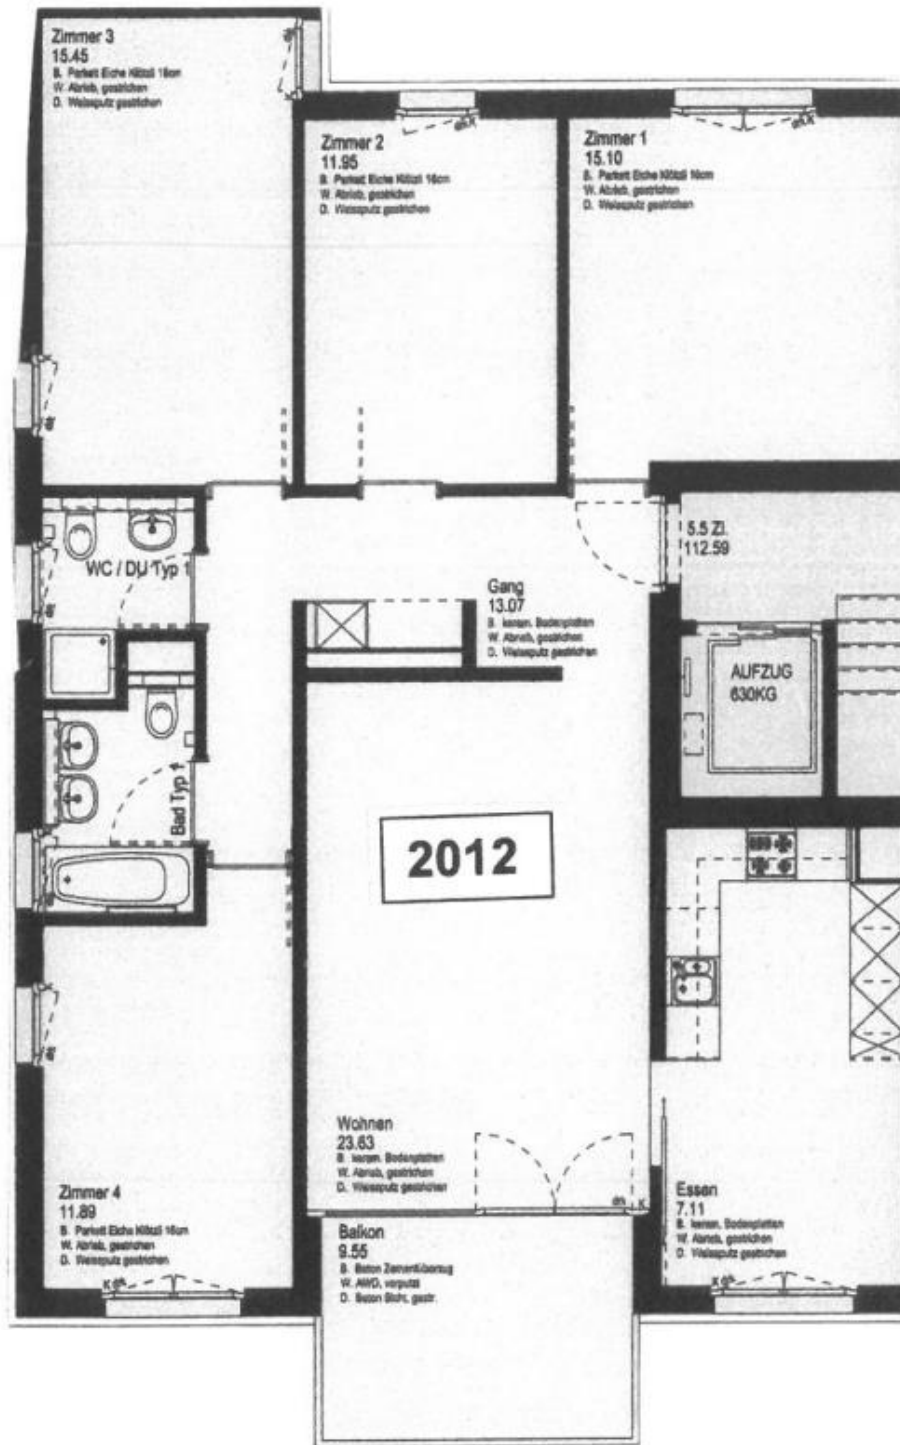 Zimmer 3
15.45
B. Parkett Eiche Klötzli 16cm
W. Abrieb, gestrichen
D. Weissputz gestrichen
Zimmer 2
11.95
B. Parkett Eiche Klötzli 16cm
W. Abrieb, gestrichen
D. Weissputz gestrichen
Zimmer 1
15.10
B. Parkett Eiche Klötzli 16cm
W. Abrieb, gestrichen
D. Weissputz gestrichen
WC / DU Typ 1
5.5 Zi.
112.59
Gang
13.07
B. keram. Bodenplatten
W. Abrieb, gestrichen
D. Weissputz gestrichen
AUFZUG
630KG
Bad Typ 1
2012
Wohnen
23.63
B. keram. Bodenplatten
W. Abrieb, gestrichen
D. Weissputz gestrichen
Zimmer 4
11.89
B. Parkett Eiche Klötzli 16cm
W. Abrieb, gestrichen
D. Weissputz gestrichen
Essen
7.11
B. keram. Bodenplatten
W. Abrieb, gestrichen
D. Weissputz gestrichen
Balkon
9.55
B. Beton Zementüberzug
W. AWD, verputzt
D. Beton Sicht, gestr.